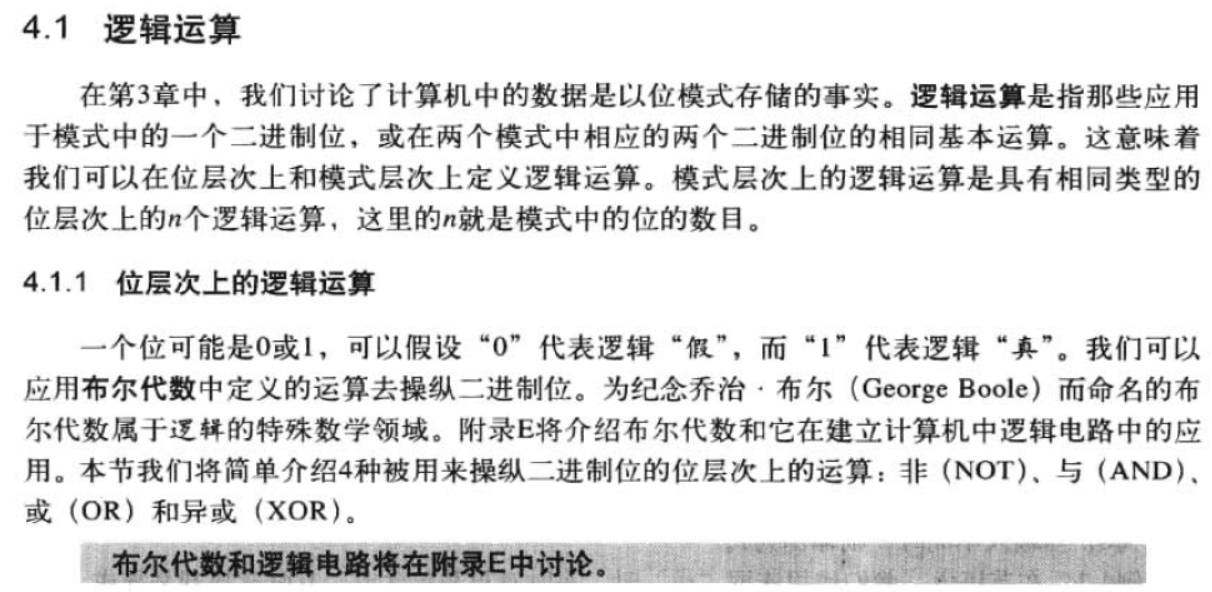 4.1 逻辑运算
在第3章中，我们讨论了计算机中的数据是以位模式存储的事实。逻辑运算是指那些应用
于模式中的一个二进制位，或在两个模式中相应的两个二进制位的相同基本运算。这意味着
我们可以在位层次上和模式层次上定义逻辑运算。模式层次上的逻辑运算是具有相同类型的
位层次上的n个逻辑运算，这里的n就是模式中的位的数目。
4.1.1 位层次上的逻辑运算
一个位可能是0或1，可以假设“0”代表逻辑“假”，而“1”代表逻辑“真”。我们可以
应用布尔代数中定义的运算去操纵二进制位。为纪念乔治·布尔（George Boole）而命名的布
尔代数属于逻辑的特殊数学领域。附录E将介绍布尔代数和它在建立计算机中逻辑电路中的应
用。本节我们将简单介绍4种被用来操纵二进制位的位层次上的运算：非（NOT）、与（AND）、
或（OR）和异或（XOR）。
布尔代数和逻辑电路将在附录E中讨论。